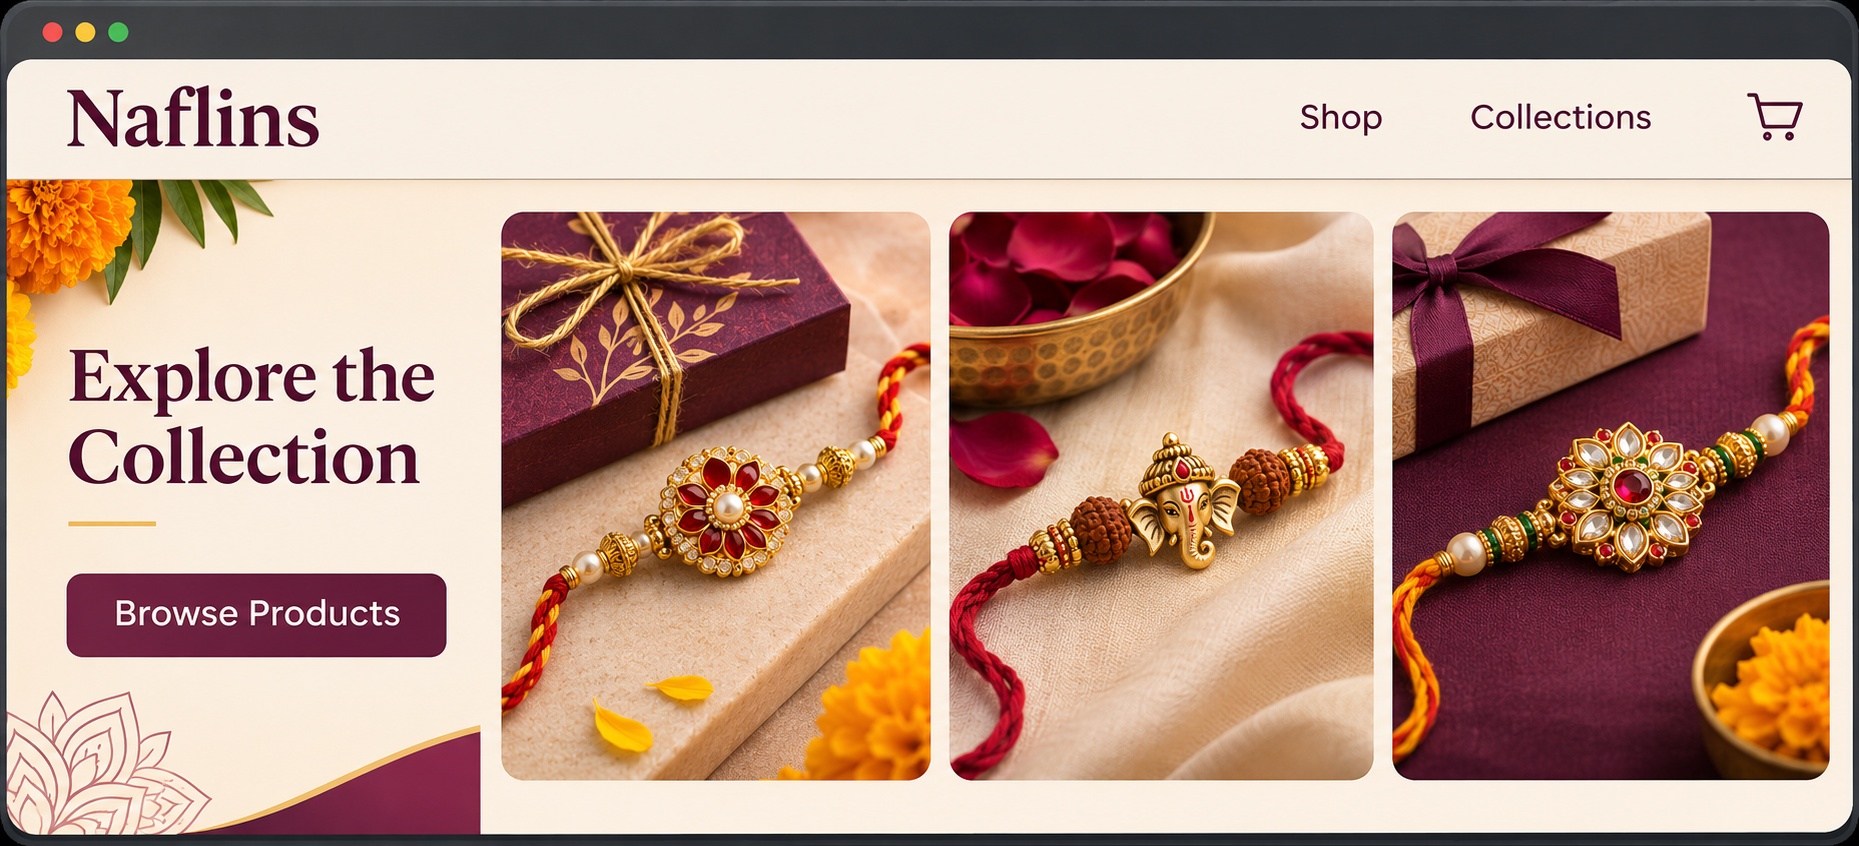 Naflins
Shop
Collections
Explore the
Collection
Browse Products